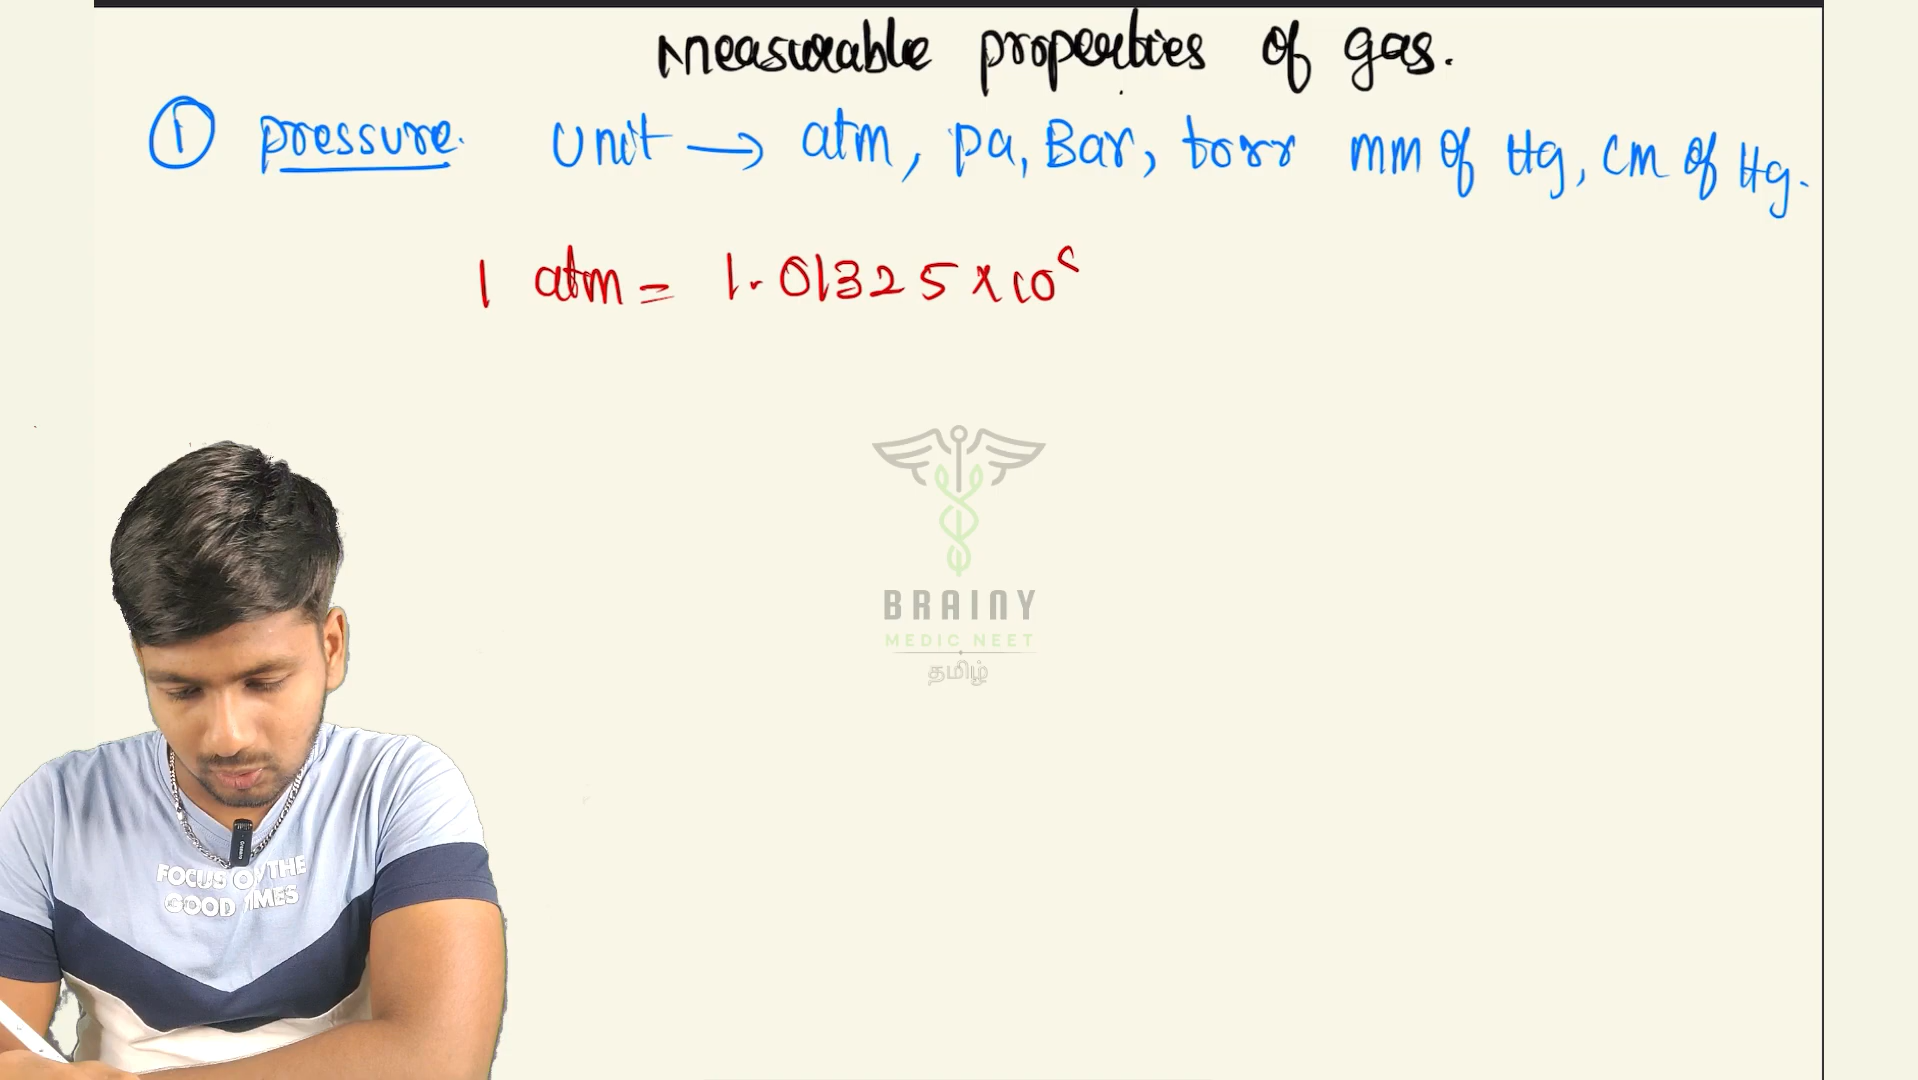 Measurable properties of gas.
① pressure. Unit → atm, pa, Bar, torr mm of Hg, cm of Hg.
1 atm = 1.01325 x 10⁵
BRAINY
MEDIC NEET
தமிழ்
FOCUS ON THE
GOOD TIMES